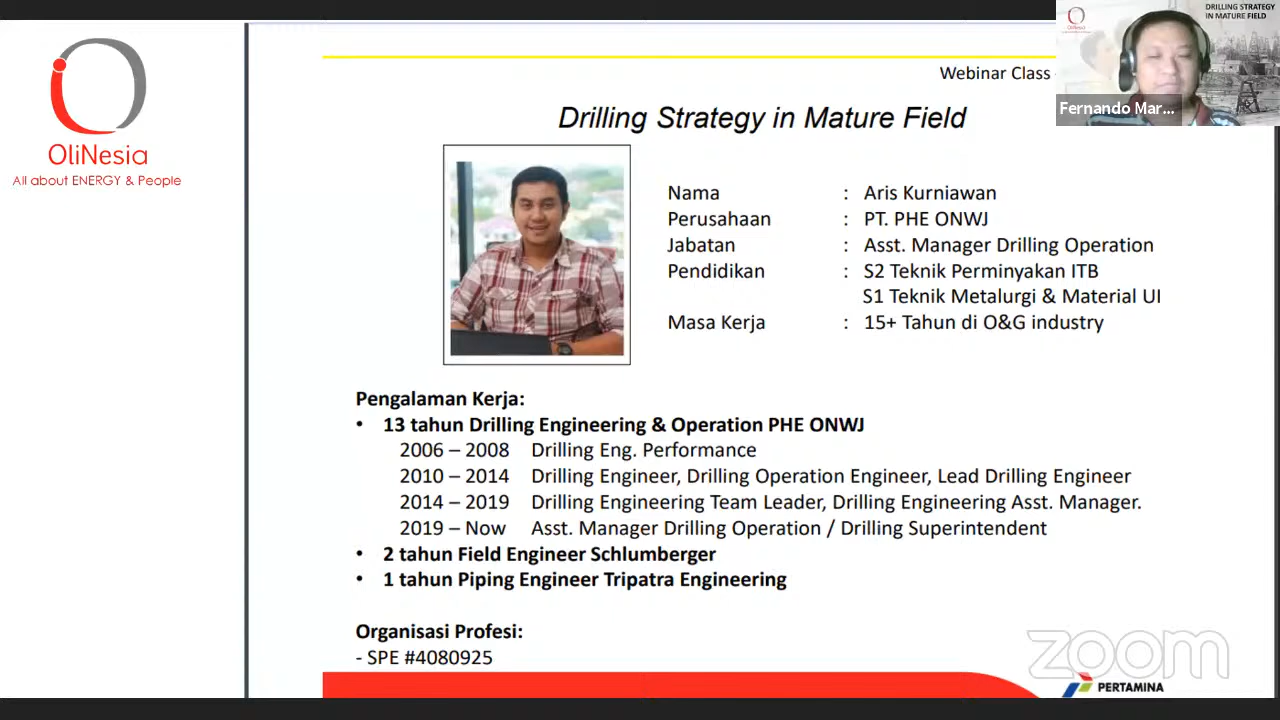 OliNesia
All about ENERGY & People
Webinar Class
DRILLING STRATEGY
IN MATURE FIELD
Fernando Mar...
Drilling Strategy in Mature Field
Nama : Aris Kurniawan
Perusahaan : PT. PHE ONWJ
Jabatan : Asst. Manager Drilling Operation
Pendidikan : S2 Teknik Perminyakan ITB
S1 Teknik Metalurgi & Material UI
Masa Kerja : 15+ Tahun di O&G industry
Pengalaman Kerja:
• 13 tahun Drilling Engineering & Operation PHE ONWJ
2006 – 2008 Drilling Eng. Performance
2010 – 2014 Drilling Engineer, Drilling Operation Engineer, Lead Drilling Engineer
2014 – 2019 Drilling Engineering Team Leader, Drilling Engineering Asst. Manager.
2019 – Now Asst. Manager Drilling Operation / Drilling Superintendent
• 2 tahun Field Engineer Schlumberger
• 1 tahun Piping Engineer Tripatra Engineering
Organisasi Profesi:
- SPE #4080925
zoom
PERTAMINA